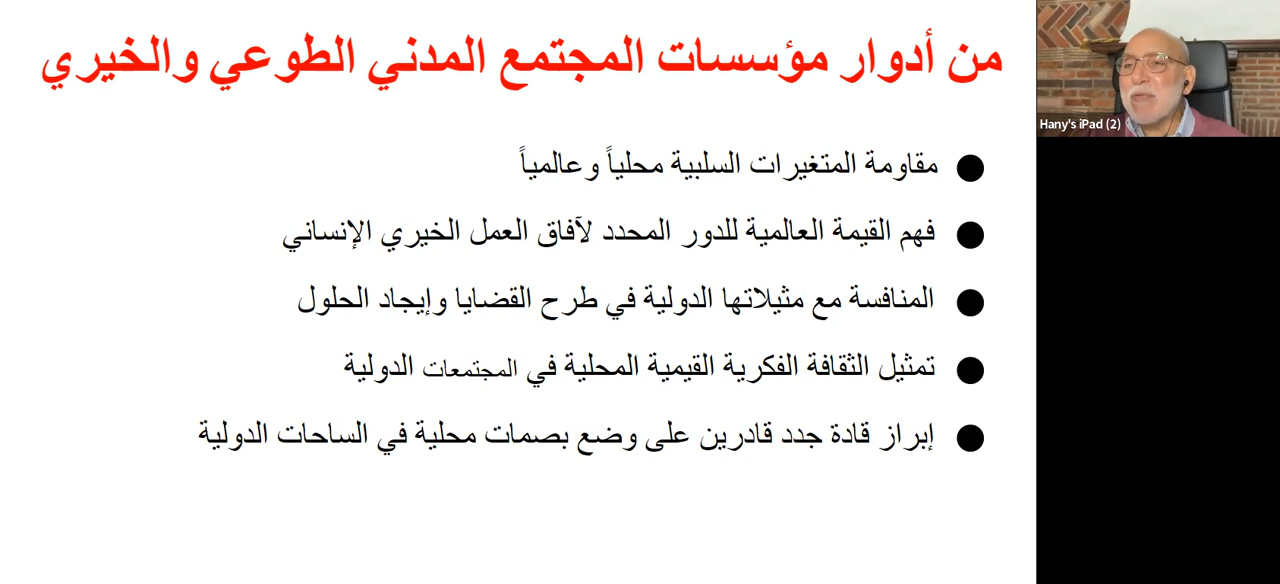 من أدوار مؤسسات المجتمع المدني الطوعي والخيري
مقاومة المتغيرات السلبية محلياً وعالمياً
فهم القيمة العالمية للدور المحدد لآفاق العمل الخيري الإنساني
المنافسة مع مثيلاتها الدولية في طرح القضايا وإيجاد الحلول
تمثيل الثقافة الفكرية القيمية المحلية في المجتمعات الدولية
إبراز قادة جدد قادرين على وضع بصمات محلية في الساحات الدولية
Hany's iPad (2)